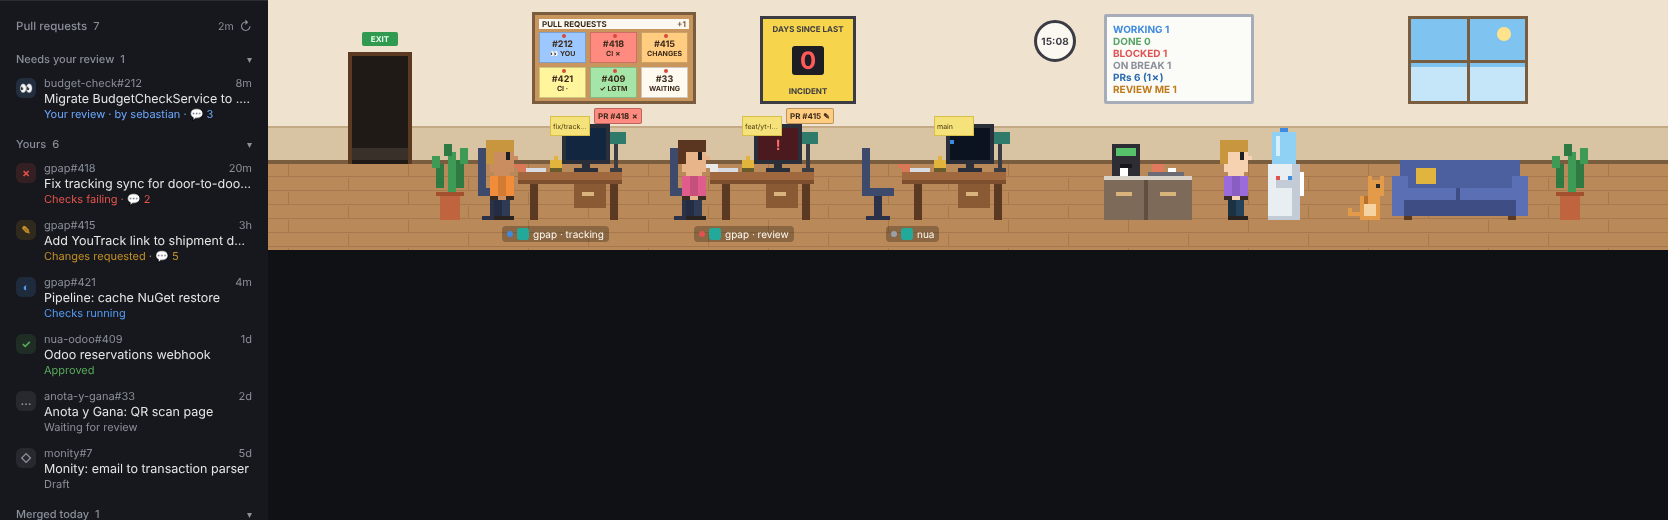 Pull requests 7
2m
Needs your review 1
budget-check#212
8m
Migrate BudgetCheckService to ....
Your review · by sebastian · 💬 3
Yours 6
gpap#418
20m
Fix tracking sync for door-to-doo...
Checks failing · 💬 2
gpap#415
3h
Add YouTrack link to shipment d...
Changes requested · 💬 5
gpap#421
4m
Pipeline: cache NuGet restore
Checks running
nua-odoo#409
1d
Odoo reservations webhook
Approved
anota-y-gana#33
2d
Anota y Gana: QR scan page
Waiting for review
monity#7
5d
Monity: email to transaction parser
Draft
Merged today 1
EXIT
PULL REQUESTS
+1
#212
👀 YOU
#418
CI ×
#415
CHANGES
#421
CI ·
#409
✓ LGTM
#33
WAITING
DAYS SINCE LAST
0
INCIDENT
15:08
WORKING 1
DONE 0
BLOCKED 1
ON BREAK 1
PRs 6 (1×)
REVIEW ME 1
PR #418 ×
PR #415 ✎
fix/track...
feat/yt-l...
main
!
gpap · tracking
gpap · review
nua